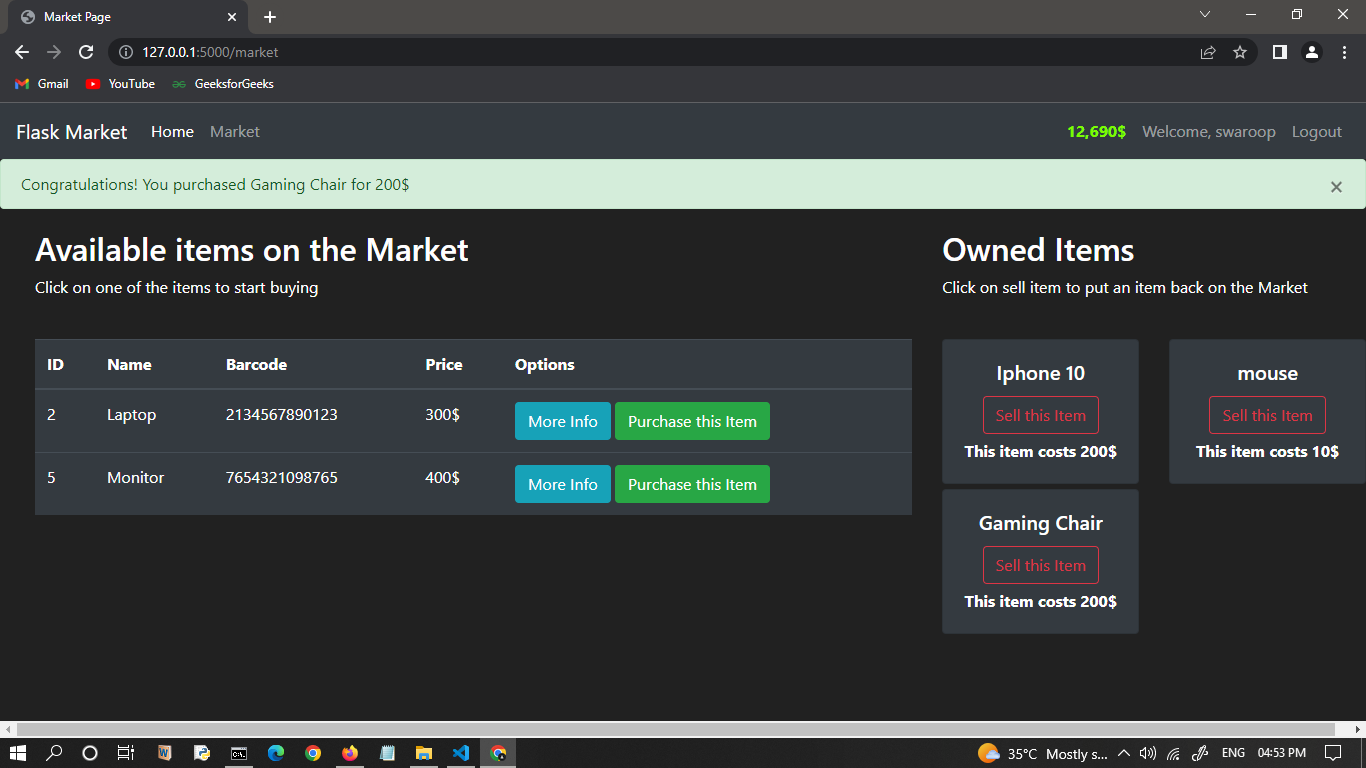 Market Page
127.0.0.1:5000/market
Gmail YouTube GeeksforGeeks
Flask Market Home Market 12,690$ Welcome, swaroop Logout
Congratulations! You purchased Gaming Chair for 200$ ×
Available items on the Market
Click on one of the items to start buying
ID Name Barcode Price Options
2 Laptop 2134567890123 300$ More Info Purchase this Item
5 Monitor 7654321098765 400$ More Info Purchase this Item
Owned Items
Click on sell item to put an item back on the Market
Iphone 10
Sell this Item
This item costs 200$
mouse
Sell this Item
This item costs 10$
Gaming Chair
Sell this Item
This item costs 200$
35°C Mostly s... ENG 04:53 PM